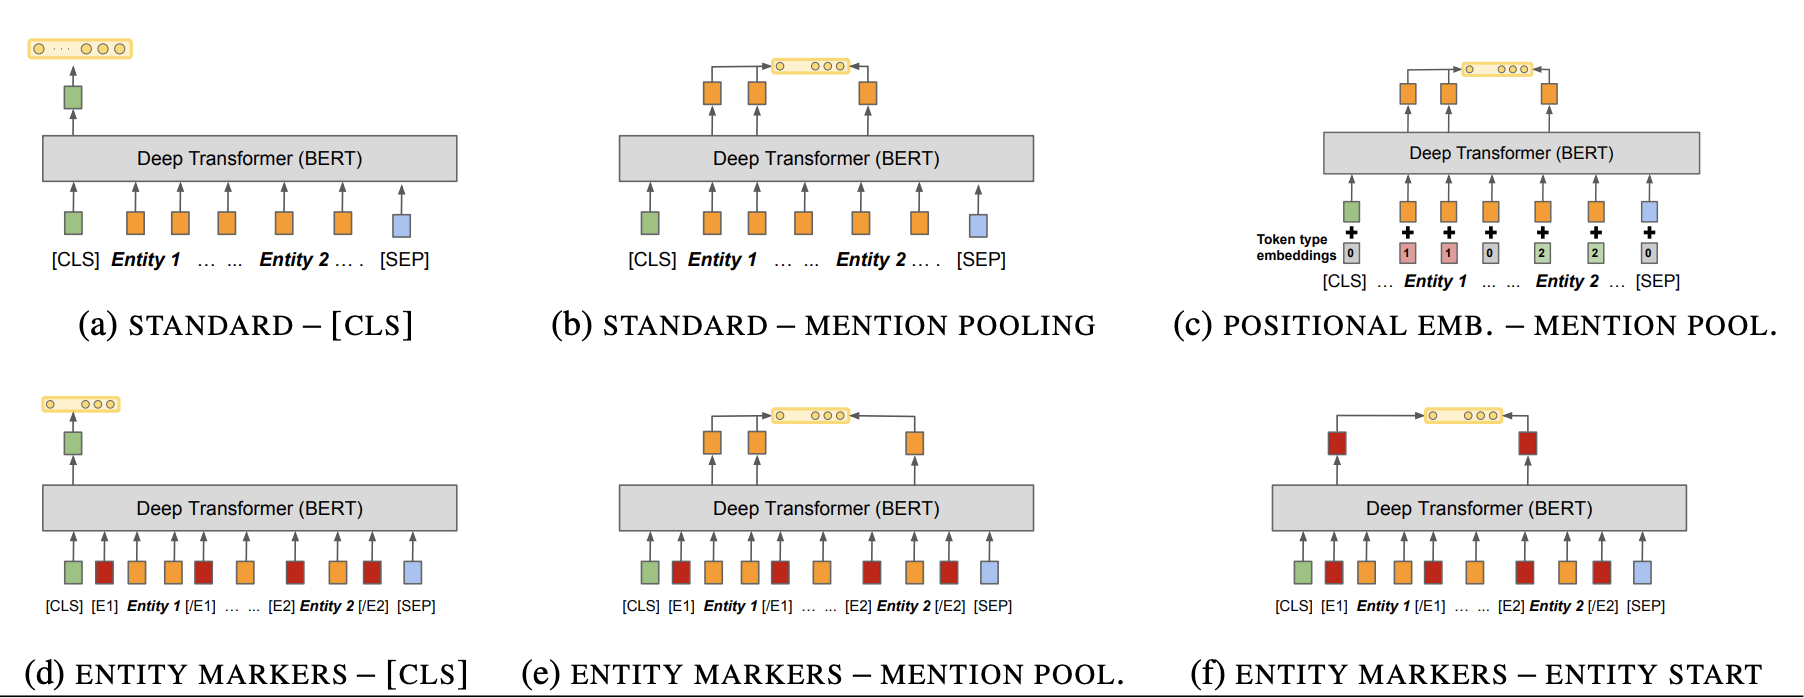 Deep Transformer (BERT)
[CLS] Entity 1 ... ... Entity 2 ... . [SEP]
(a) STANDARD – [CLS]
Deep Transformer (BERT)
[CLS] Entity 1 ... ... Entity 2 ... . [SEP]
(b) STANDARD – MENTION POOLING
Deep Transformer (BERT)
Token type
embeddings 0 1 1 0 2 2 0
[CLS] ... Entity 1 ... ... Entity 2 ... [SEP]
(c) POSITIONAL EMB. – MENTION POOL.
Deep Transformer (BERT)
[CLS] [E1] Entity 1 [/E1] ... ... [E2] Entity 2 [/E2] [SEP]
(d) ENTITY MARKERS – [CLS]
Deep Transformer (BERT)
[CLS] [E1] Entity 1 [/E1] ... ... [E2] Entity 2 [/E2] [SEP]
(e) ENTITY MARKERS – MENTION POOL.
Deep Transformer (BERT)
[CLS] [E1] Entity 1 [/E1] ... ... [E2] Entity 2 [/E2] [SEP]
(f) ENTITY MARKERS – ENTITY START